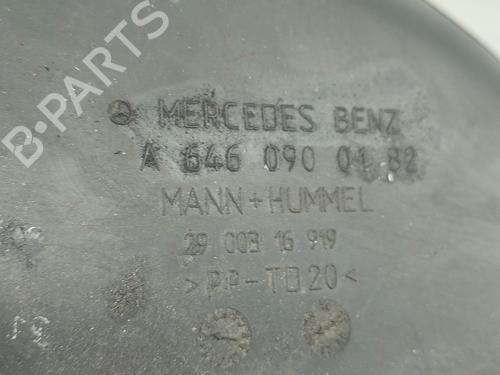 MERCEDES BENZ
A 646 090 01 82
MANN+HUMMEL
29 003 16 919
>PP-TD20<
B-PARTS